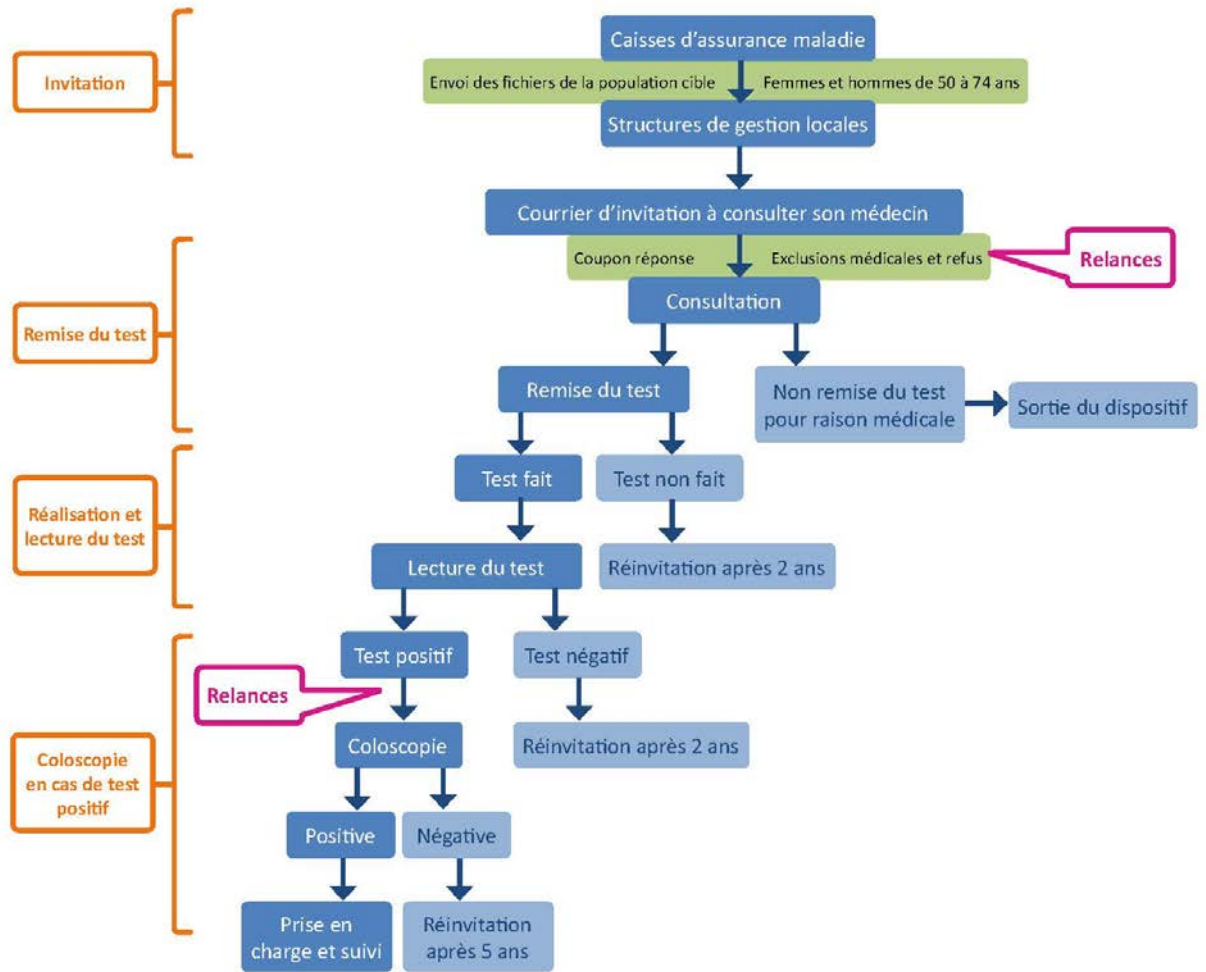 Caisses d'assurance maladie
Invitation
Envoi des fichiers de la population cible
Femmes et hommes de 50 à 74 ans
Structures de gestion locales
Courrier d'invitation à consulter son médecin
Coupon réponse
Exclusions médicales et refus
Relances
Consultation
Remise du test
Remise du test
Non remise du test
pour raison médicale
Sortie du dispositif
Test fait
Test non fait
Réalisation et
lecture du test
Lecture du test
Réinvitation après 2 ans
Test positif
Test négatif
Relances
Coloscopie
Réinvitation après 2 ans
Coloscopie
en cas de test
positif
Positive
Négative
Prise en
charge et suivi
Réinvitation
après 5 ans